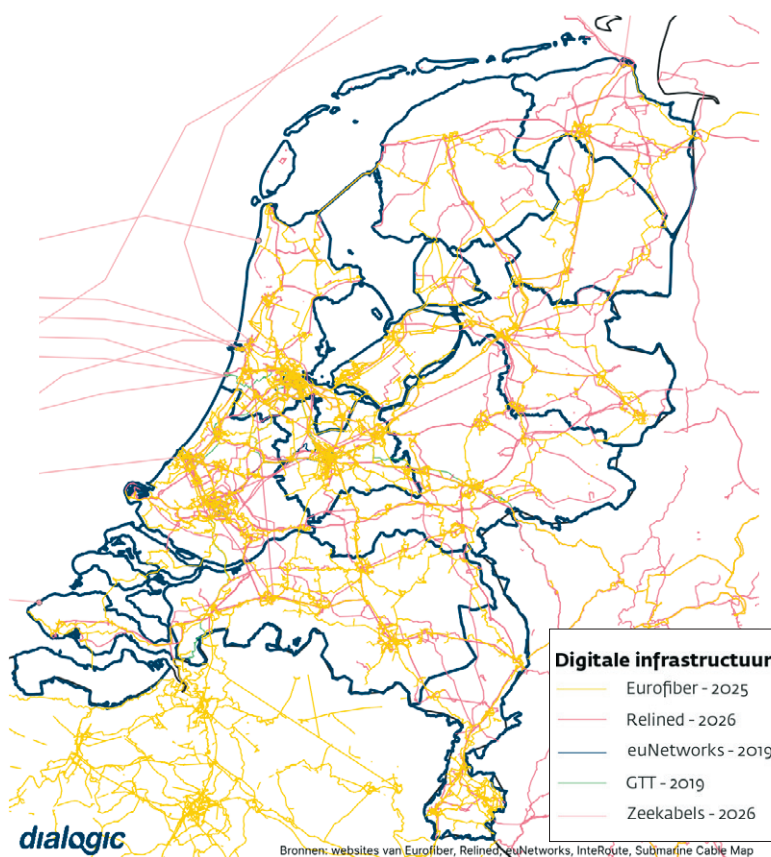 Digitale infrastructuur
Eurofiber - 2025
Relined - 2026
euNetworks - 2019
GTT - 2019
Zeekabels - 2026
dialogic
Bronnen: websites van Eurofiber, Relined, euNetworks, InteRoute, Submarine Cable Map